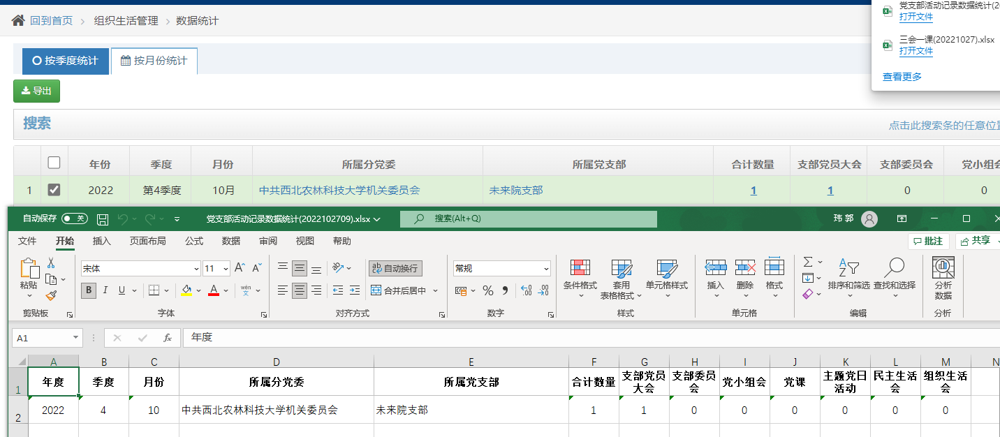 党支部活动记录数据统计(20
回到首页 > 组织生活管理 > 数据统计
打开文件
三会一课(20221027).xlsx
打开文件
按季度统计 按月份统计
查看更多
导出
搜索 点击此搜索条的任意位置
年份 季度 月份 所属分党委 所属党支部 合计数量 支部党员大会 支部委员会 党小组会
1 2022 第4季度 10月 中共西北农林科技大学机关委员会 未来院支部 1 1 0 0
自动保存 关 党支部活动记录数据统计(2022102709).xlsx 搜索(Alt+Q) 玮 郭
文件 开始 插入 页面布局 公式 数据 审阅 视图 帮助 批注 共享
宋体 11 A A ab 自动换行 常规
粘贴 B I U A wén 文 合并后居中 % 条件格式 套用 表格格式 单元格样式 插入 删除 格式 排序和筛选 查找和选择 分析 数据
剪贴板 字体 对齐方式 数字 样式 单元格 编辑 分析
A1 fx 年度
A B C D E F G H I J K L M N
1 年度 季度 月份 所属分党委 所属党支部 合计数量 支部党员大会 支部委员会 党小组会 党课 主题党日活动 民主生活会 组织生活会
2 2022 4 10 中共西北农林科技大学机关委员会 未来院支部 1 1 0 0 0 0 0 0